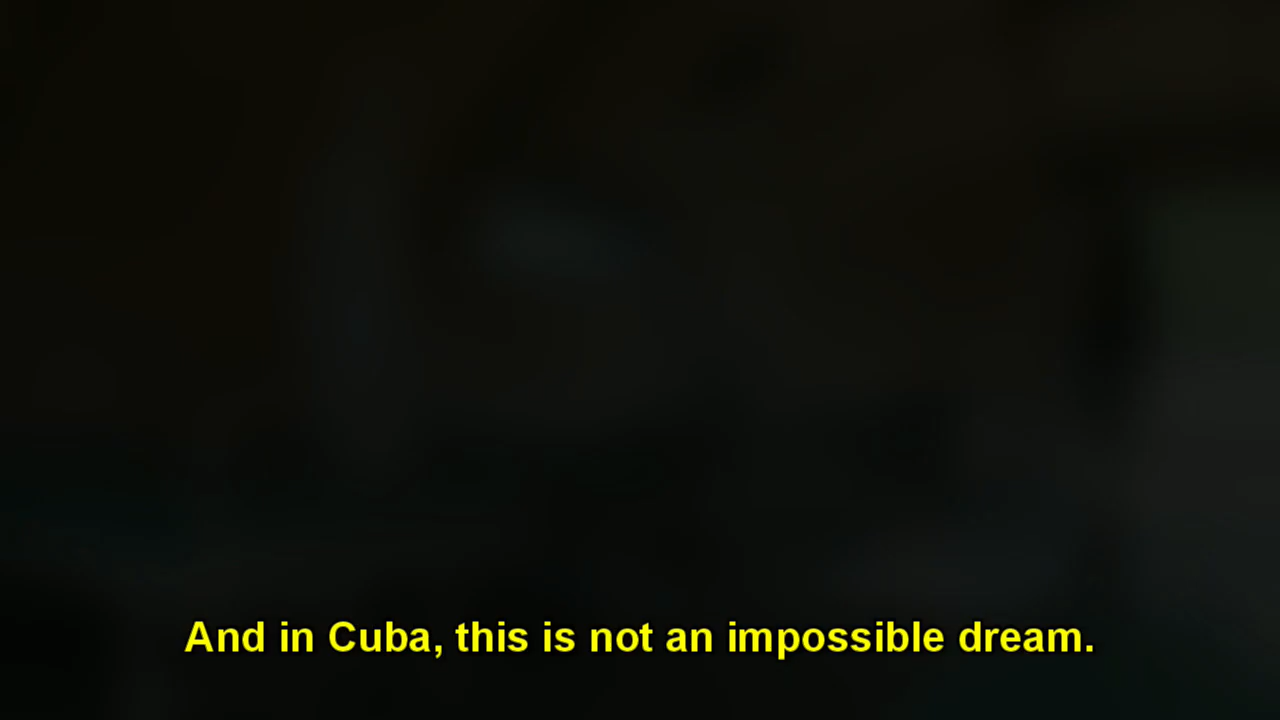 And in Cuba, this is not an impossible dream.